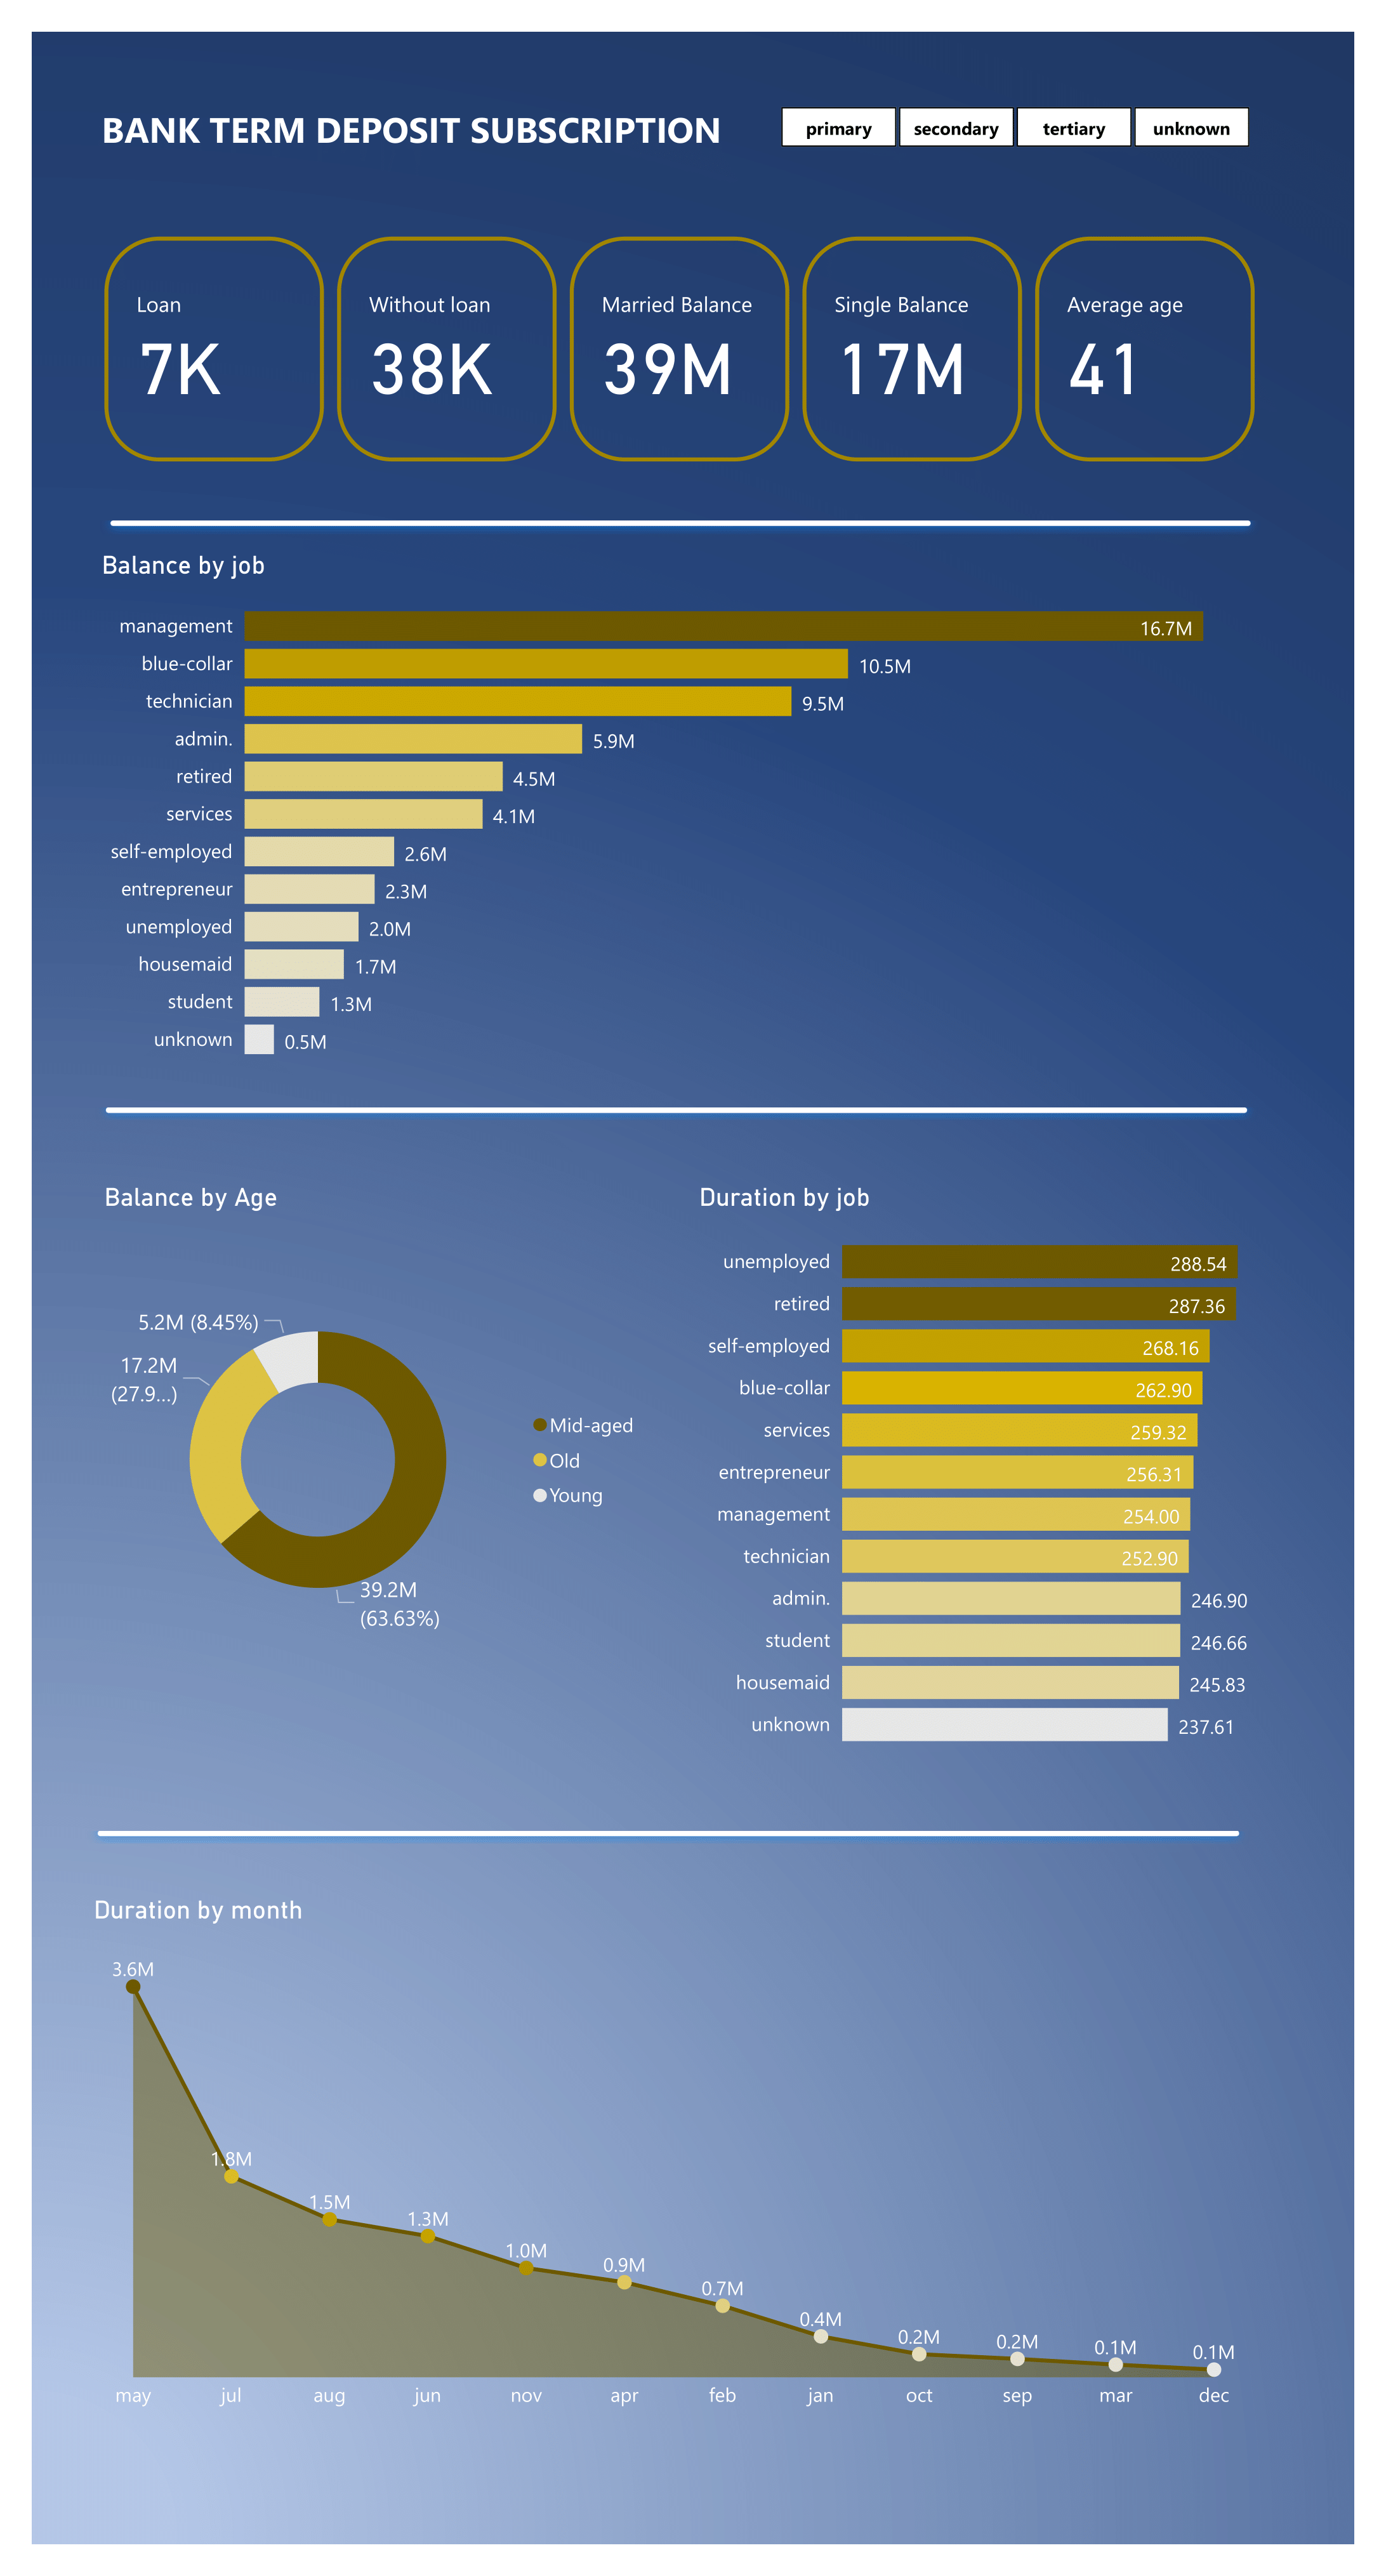 BANK TERM DEPOSIT SUBSCRIPTION
primary secondary tertiary unknown
Loan
7K
Without loan
38K
Married Balance
39M
Single Balance
17M
Average age
41
Balance by job
management 16.7M
blue-collar 10.5M
technician 9.5M
admin. 5.9M
retired 4.5M
services 4.1M
self-employed 2.6M
entrepreneur 2.3M
unemployed 2.0M
housemaid 1.7M
student 1.3M
unknown 0.5M
Balance by Age
5.2M (8.45%)
17.2M
(27.9...)
39.2M
(63.63%)
Mid-aged
Old
Young
Duration by job
unemployed 288.54
retired 287.36
self-employed 268.16
blue-collar 262.90
services 259.32
entrepreneur 256.31
management 254.00
technician 252.90
admin. 246.90
student 246.66
housemaid 245.83
unknown 237.61
Duration by month
3.6M 1.8M 1.5M 1.3M 1.0M 0.9M 0.7M 0.4M 0.2M 0.2M 0.1M 0.1M
may jul aug jun nov apr feb jan oct sep mar dec